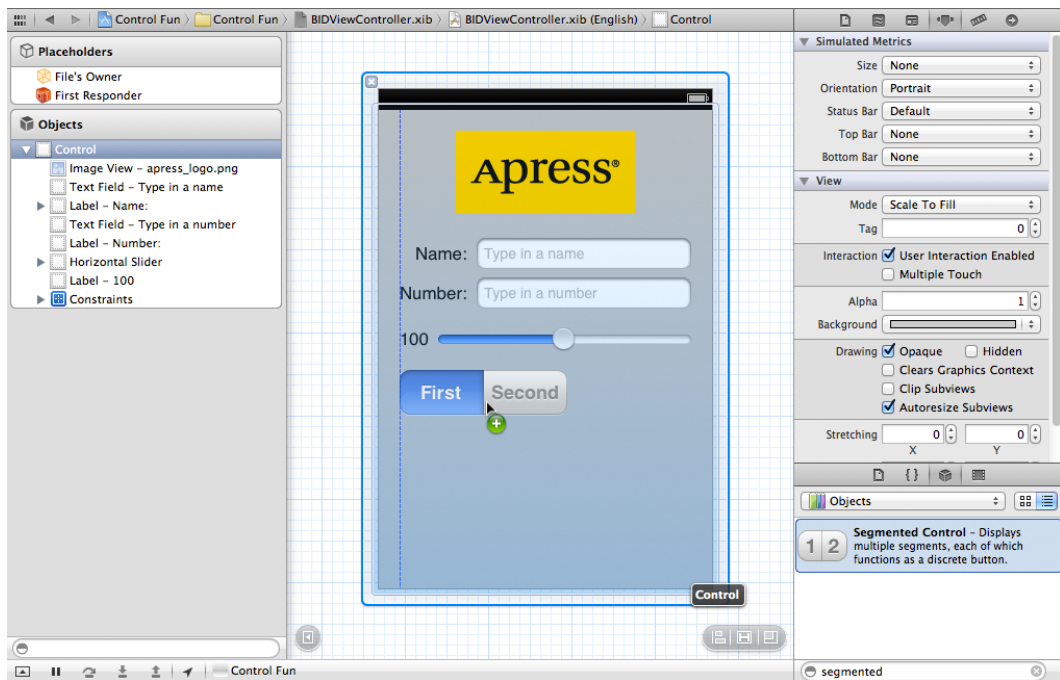 Control Fun
Control Fun
BIDViewController.xib
BIDViewController.xib (English)
Control
Placeholders
File's Owner
First Responder
Objects
Control
Image View – apress_logo.png
Text Field – Type in a name
Label – Name:
Text Field – Type in a number
Label – Number:
Horizontal Slider
Label – 100
Constraints
Apress®
Name:
Type in a name
Number:
Type in a number
100
First
Second
Control
Control Fun
Simulated Metrics
Size None
Orientation Portrait
Status Bar Default
Top Bar None
Bottom Bar None
View
Mode Scale To Fill
Tag 0
Interaction User Interaction Enabled
Multiple Touch
Alpha 1
Background
Drawing Opaque Hidden
Clears Graphics Context
Clip Subviews
Autoresize Subviews
Stretching 0 0
X Y
{}
Objects
1 2
Segmented Control – Displays
multiple segments, each of which
functions as a discrete button.
segmented